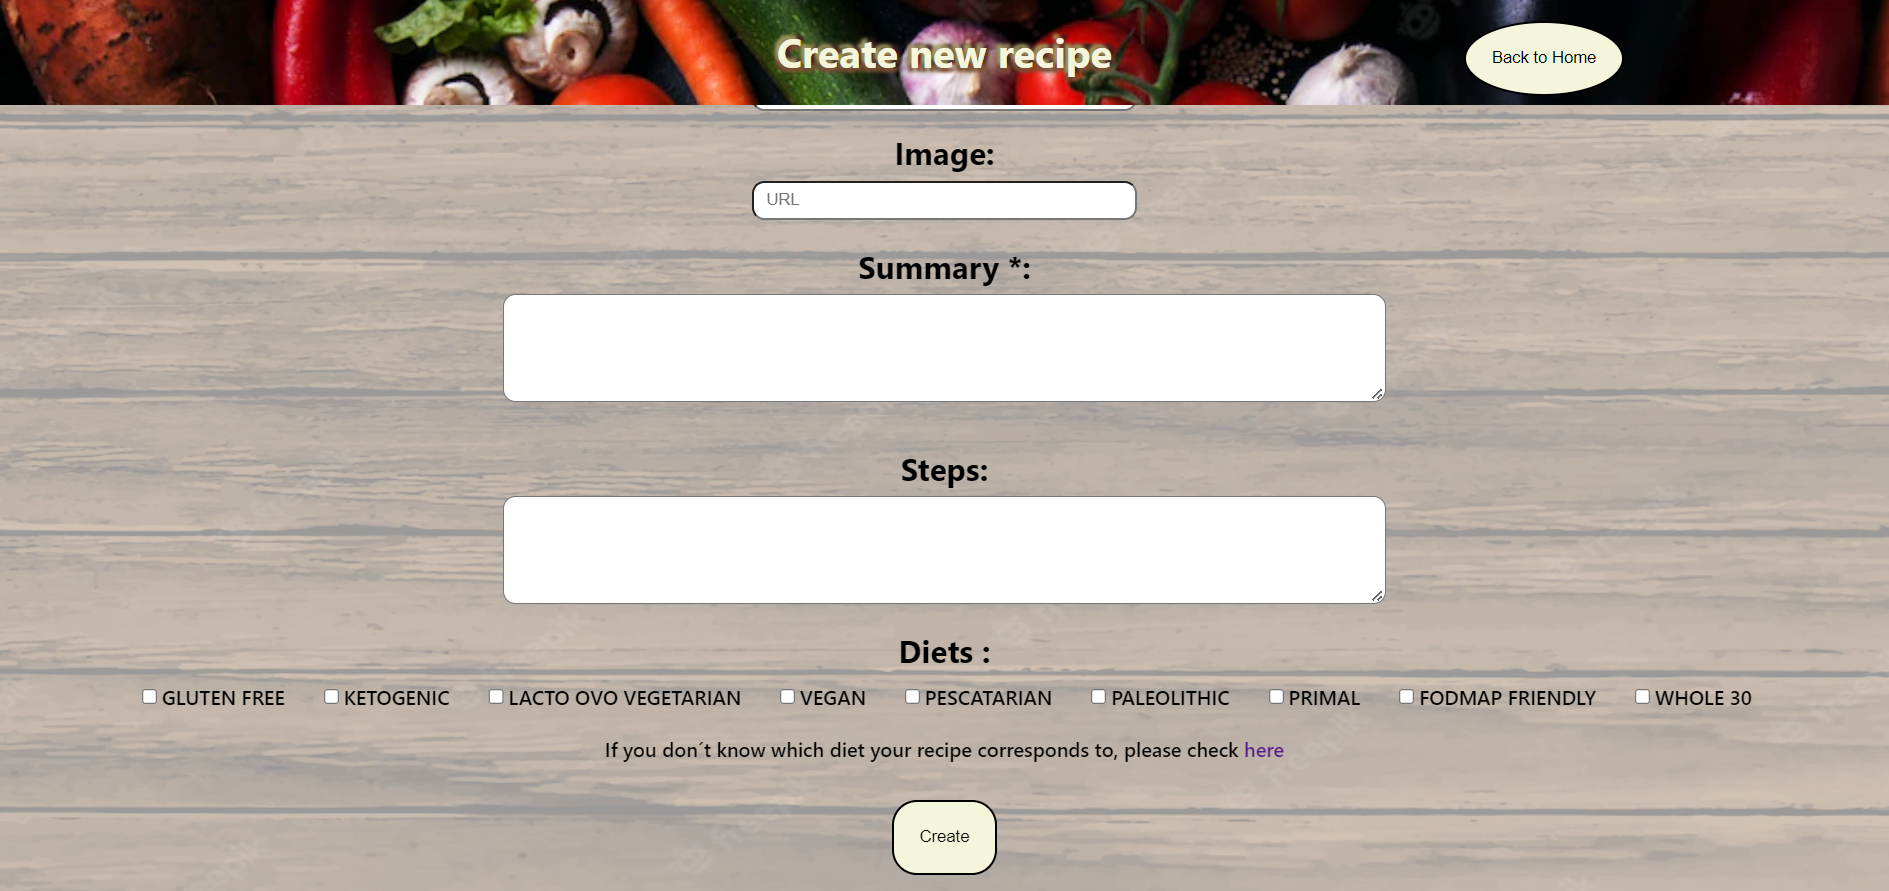 Create new recipe
Back to Home
Image:
URL
Summary *:
Steps:
Diets :
GLUTEN FREE KETOGENIC LACTO OVO VEGETARIAN VEGAN PESCATARIAN PALEOLITHIC PRIMAL FODMAP FRIENDLY WHOLE 30
If you don´t know which diet your recipe corresponds to, please check here
Create